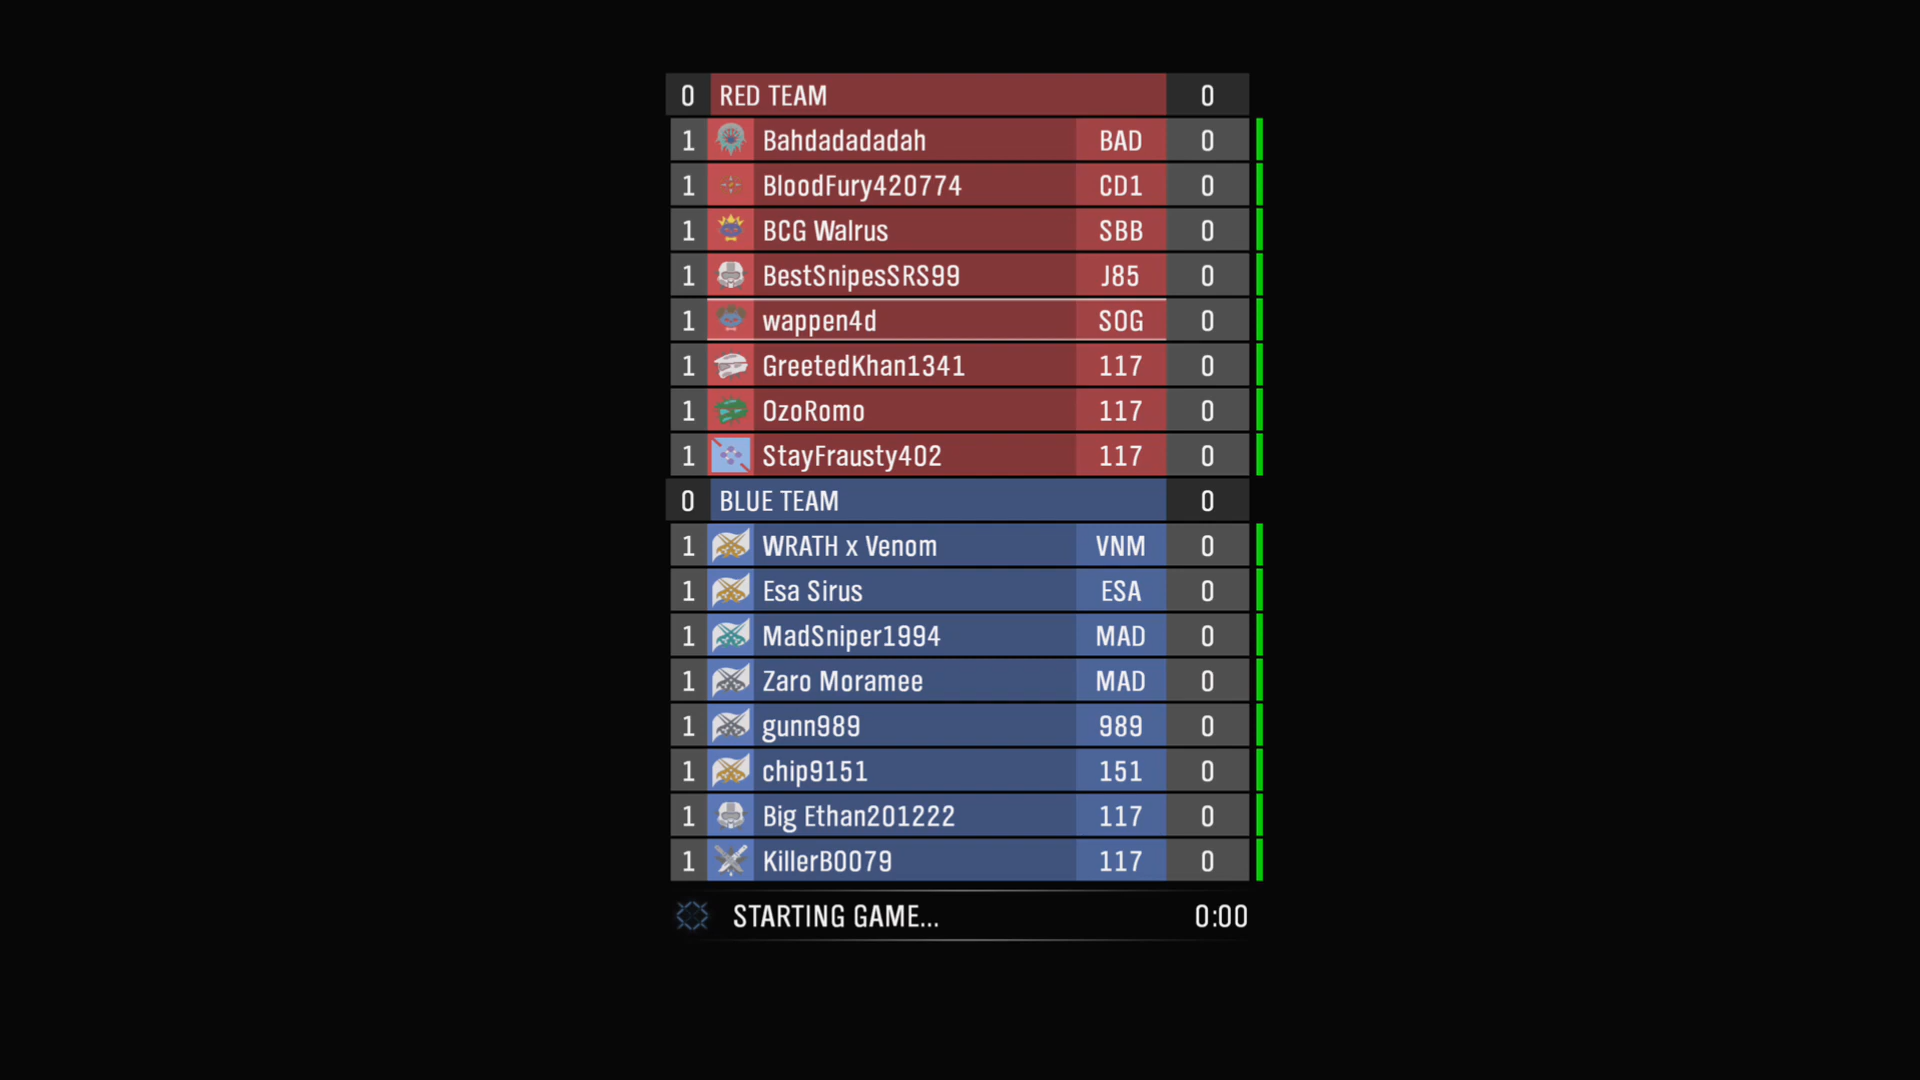 0 RED TEAM 0
1 Bahdadadadah BAD 0
1 BloodFury420774 CD1 0
1 BCG Walrus SBB 0
1 BestSnipesSRS99 J85 0
1 wappen4d SOG 0
1 GreetedKhan1341 117 0
1 OzoRomo 117 0
1 StayFrausty402 117 0
0 BLUE TEAM 0
1 WRATH x Venom VNM 0
1 Esa Sirus ESA 0
1 MadSniper1994 MAD 0
1 Zaro Moramee MAD 0
1 gunn989 989 0
1 chip9151 151 0
1 Big Ethan201222 117 0
1 KillerB0079 117 0
STARTING GAME... 0:00